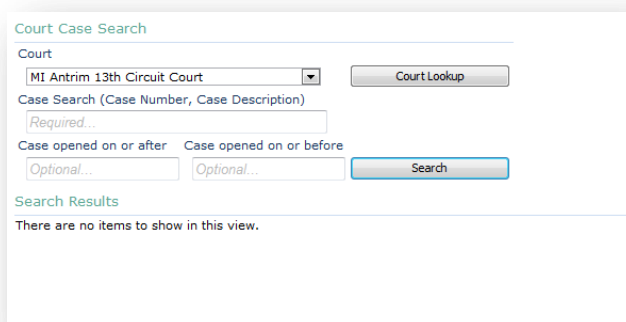 Court Case Search
Court
MI Antrim 13th Circuit Court
Court Lookup
Case Search (Case Number, Case Description)
Required...
Case opened on or after Case opened on or before
Optional... Optional... Search
Search Results
There are no items to show in this view.